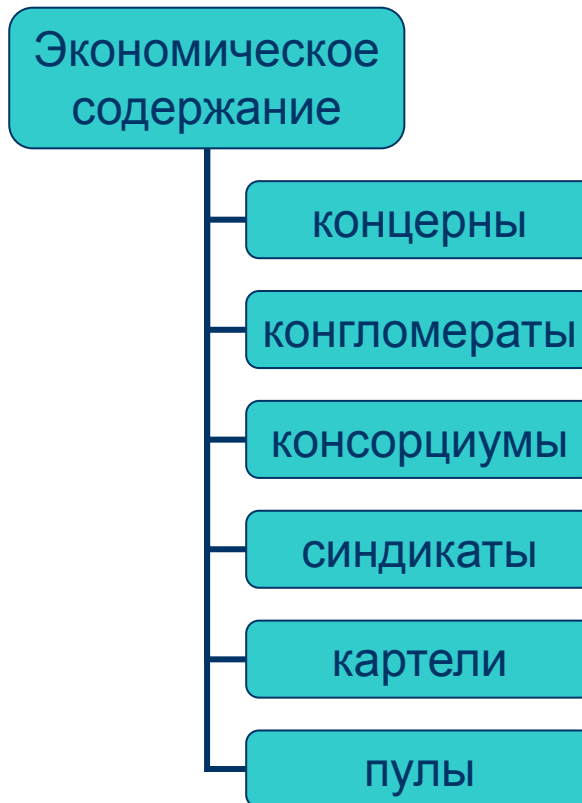 Экономическое
содержание
концерны
конгломераты
консорциумы
синдикаты
картели
пулы